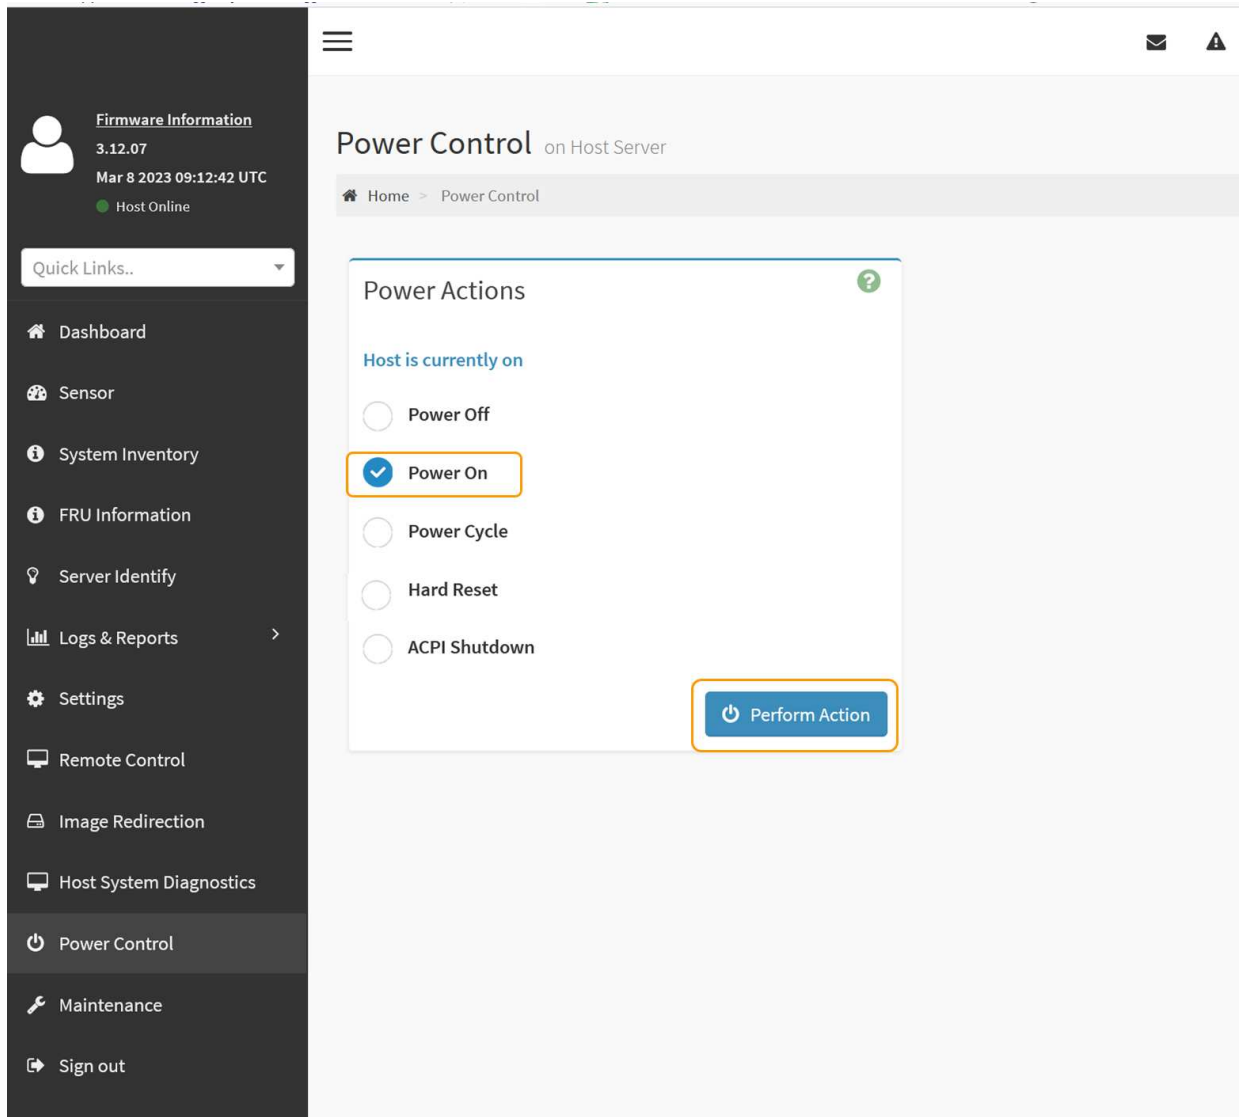 Firmware Information
3.12.07
Mar 8 2023 09:12:42 UTC
Host Online
Quick Links..
Dashboard
Sensor
System Inventory
FRU Information
Server Identify
Logs & Reports
Settings
Remote Control
Image Redirection
Host System Diagnostics
Power Control
Maintenance
Sign out
Power Control on Host Server
Home > Power Control
Power Actions
Host is currently on
Power Off
Power On
Power Cycle
Hard Reset
ACPI Shutdown
Perform Action